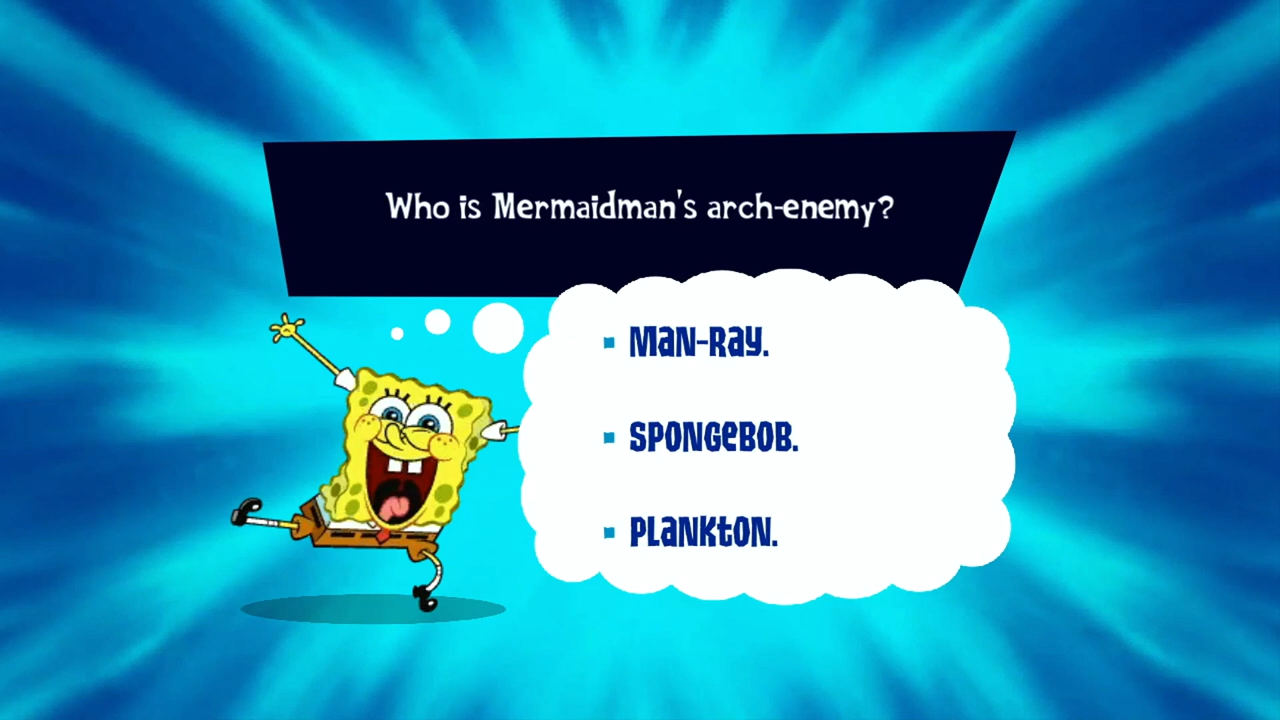 Who is Mermaidman's arch-enemy?
▪ Man-Ray.
▪ SpongeBob.
▪ Plankton.